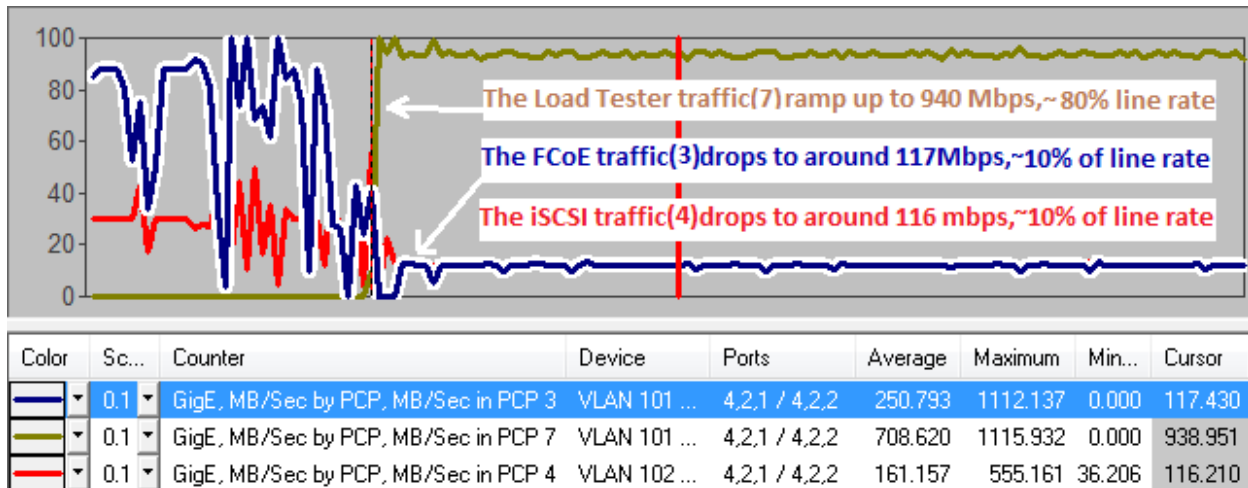 100
80
60
40
20
0
The Load Tester traffic(7) ramp up to 940 Mbps,~80% line rate
The FCoE traffic(3)drops to around 117Mbps,~10% of line rate
The iSCSI traffic(4)drops to around 116 mbps,~10% of line rate
Color Sc... Counter Device Ports Average Maximum Min... Cursor
0.1 GigE, MB/Sec by PCP, MB/Sec in PCP 3 VLAN 101 ... 4,2,1 / 4,2,2 250.793 1112.137 0.000 117.430
0.1 GigE, MB/Sec by PCP, MB/Sec in PCP 7 VLAN 101 ... 4,2,1 / 4,2,2 708.620 1115.932 0.000 938.951
0.1 GigE, MB/Sec by PCP, MB/Sec in PCP 4 VLAN 102 ... 4,2,1 / 4,2,2 161.157 555.161 36.206 116.210